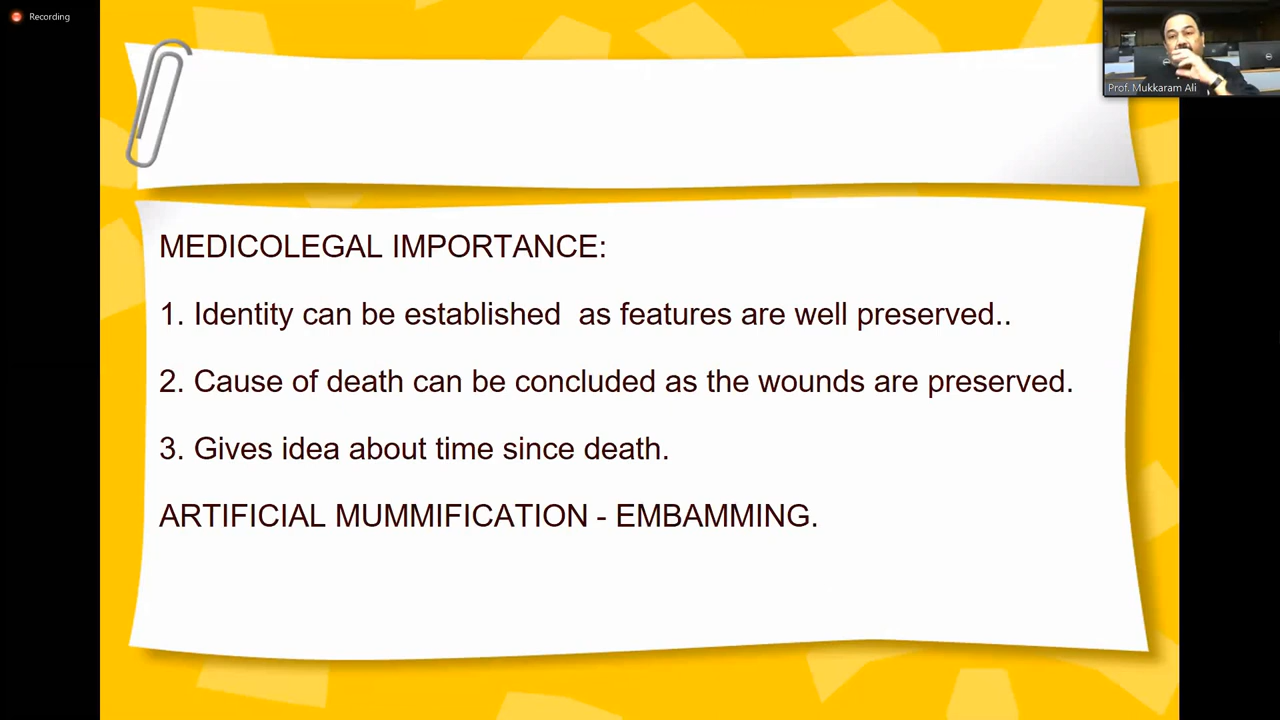 Recording
Prof. Mukkaram Ali
MEDICOLEGAL IMPORTANCE:
1. Identity can be established  as features are well preserved..
2. Cause of death can be concluded as the wounds are preserved.
3. Gives idea about time since death.
ARTIFICIAL MUMMIFICATION - EMBAMMING.